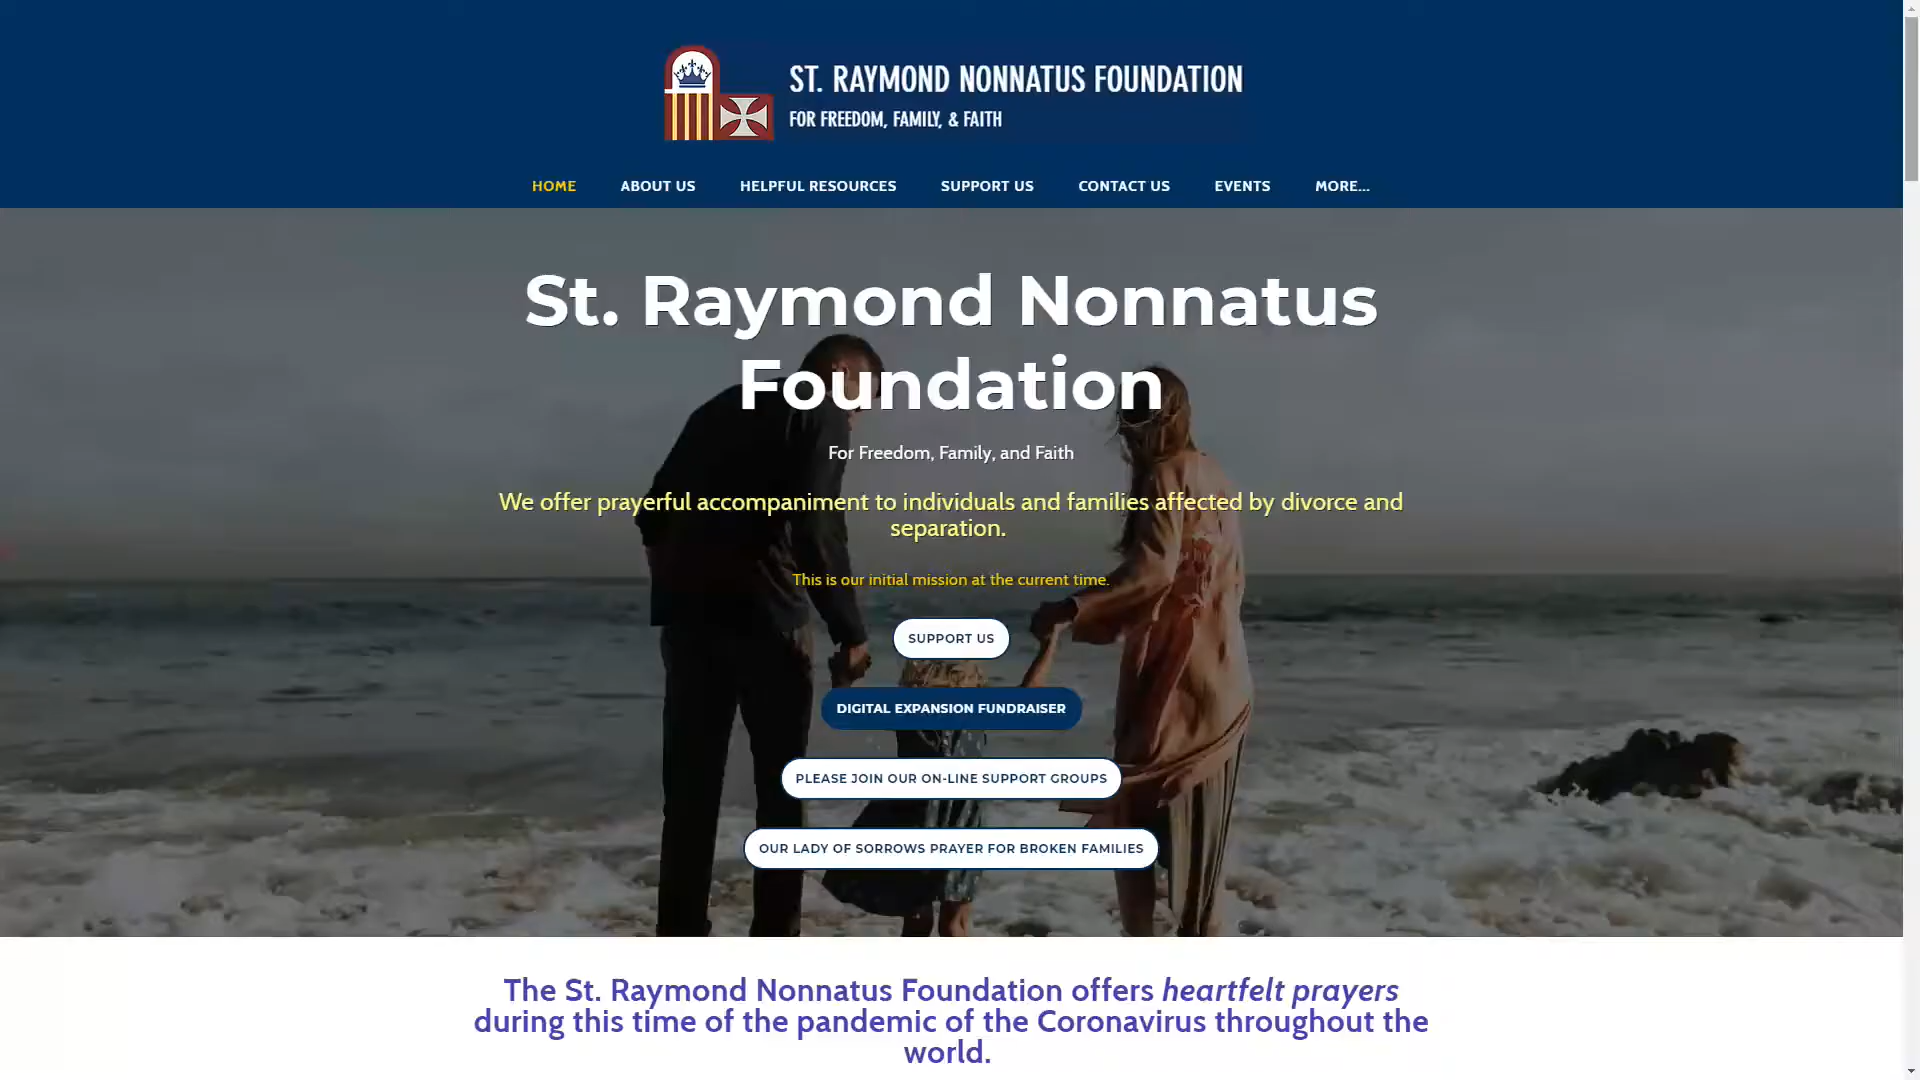 ST. RAYMOND NONNATUS FOUNDATION
FOR FREEDOM, FAMILY, & FAITH
HOME ABOUT US HELPFUL RESOURCES SUPPORT US CONTACT US EVENTS MORE...
St. Raymond Nonnatus
Foundation
For Freedom, Family, and Faith
We offer prayerful accompaniment to individuals and families affected by divorce and
separation.
This is our initial mission at the current time.
SUPPORT US
DIGITAL EXPANSION FUNDRAISER
PLEASE JOIN OUR ON-LINE SUPPORT GROUPS
OUR LADY OF SORROWS PRAYER FOR BROKEN FAMILIES
The St. Raymond Nonnatus Foundation offers heartfelt prayers
during this time of the pandemic of the Coronavirus throughout the
world.